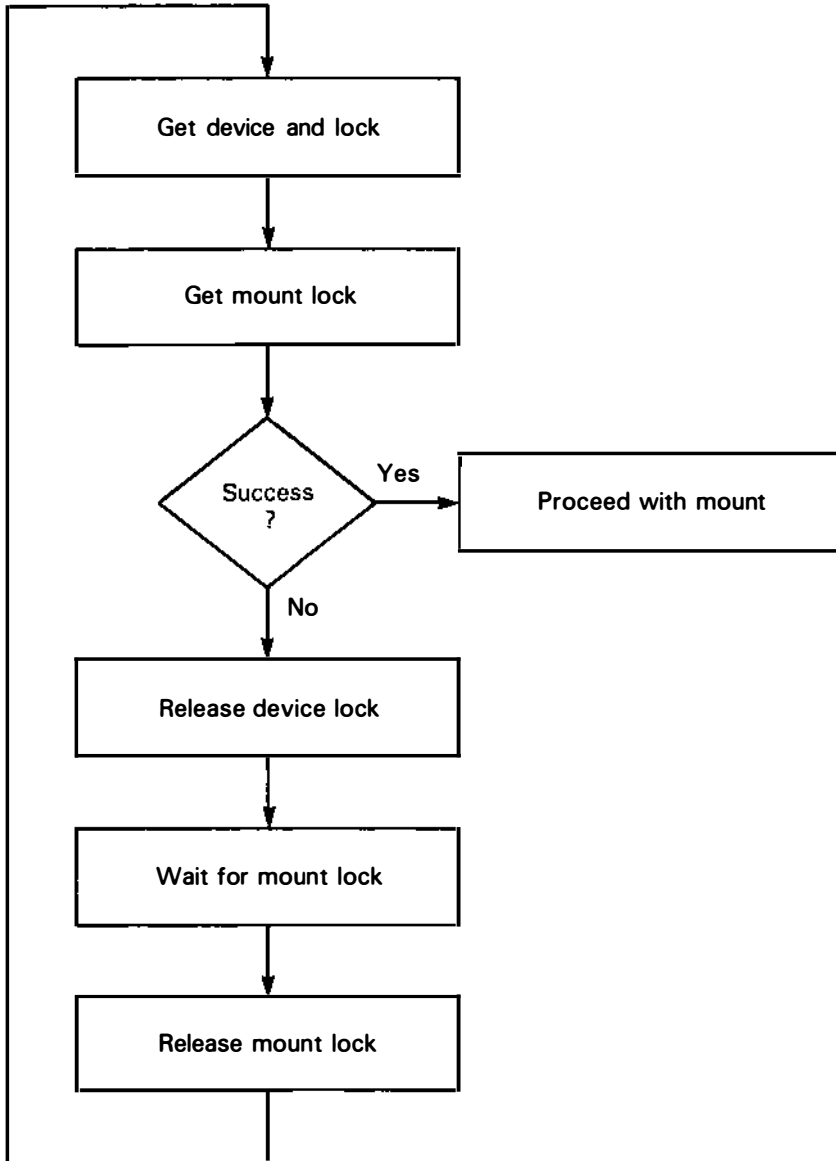 Get device and lock
Get mount lock
Success
?
Yes
Proceed with mount
No
Release device lock
Wait for mount lock
Release mount lock